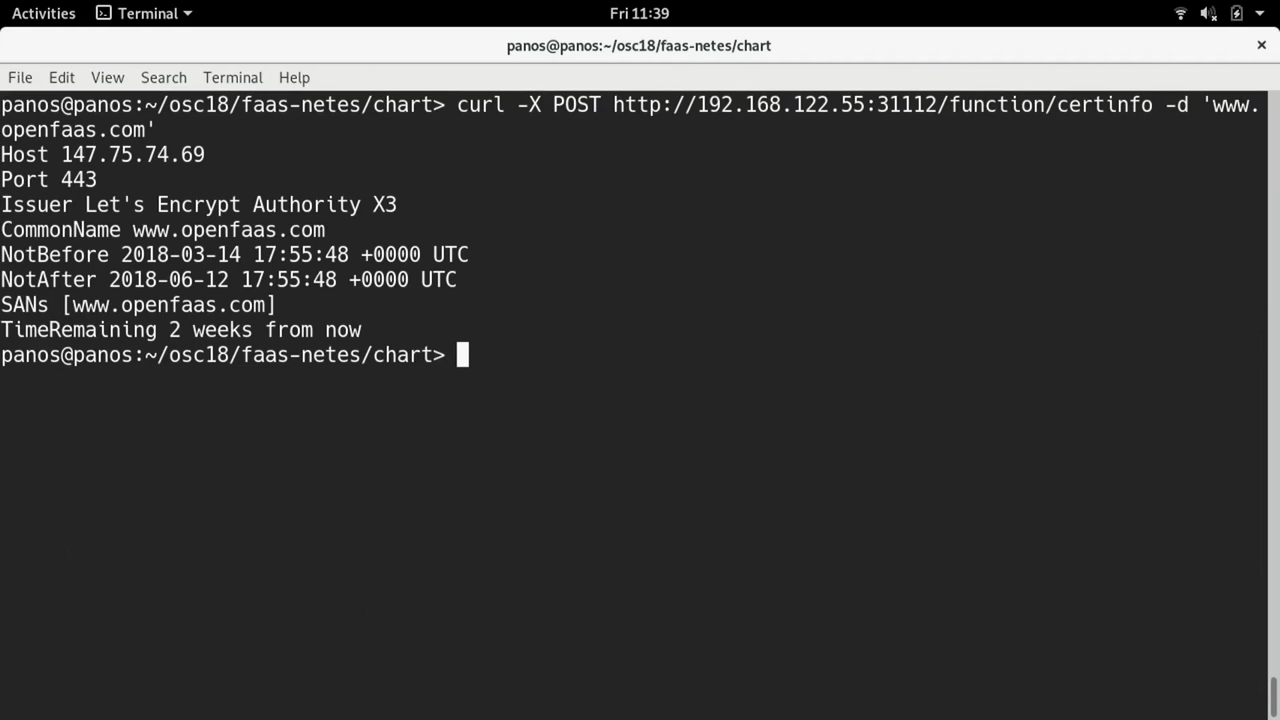 Activities Terminal Fri 11:39
panos@panos:~/osc18/faas-netes/chart ×
File Edit View Search Terminal Help
panos@panos:~/osc18/faas-netes/chart> curl -X POST http://192.168.122.55:31112/function/certinfo -d 'www.
openfaas.com'
Host 147.75.74.69
Port 443
Issuer Let's Encrypt Authority X3
CommonName www.openfaas.com
NotBefore 2018-03-14 17:55:48 +0000 UTC
NotAfter 2018-06-12 17:55:48 +0000 UTC
SANs [www.openfaas.com]
TimeRemaining 2 weeks from now
panos@panos:~/osc18/faas-netes/chart>